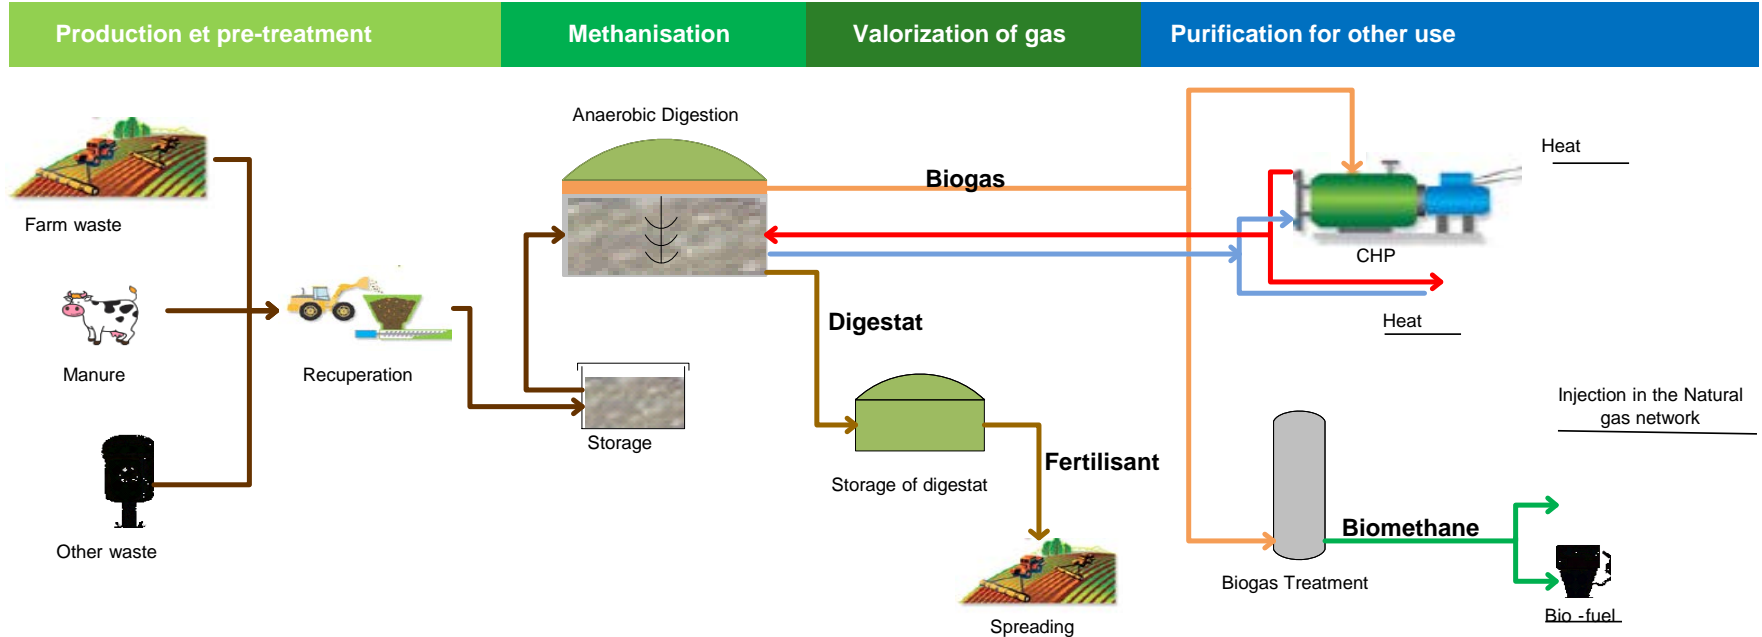 Production et pre-treatment
Methanisation
Valorization of gas
Purification for other use
Anaerobic Digestion
Heat
Biogas
Farm waste
CHP
Digestat
Heat
Manure
Recuperation
Injection in the Natural
gas network
Storage
Fertilisant
Storage of digestat
Biomethane
Other waste
Biogas Treatment
Bio -fuel
Spreading